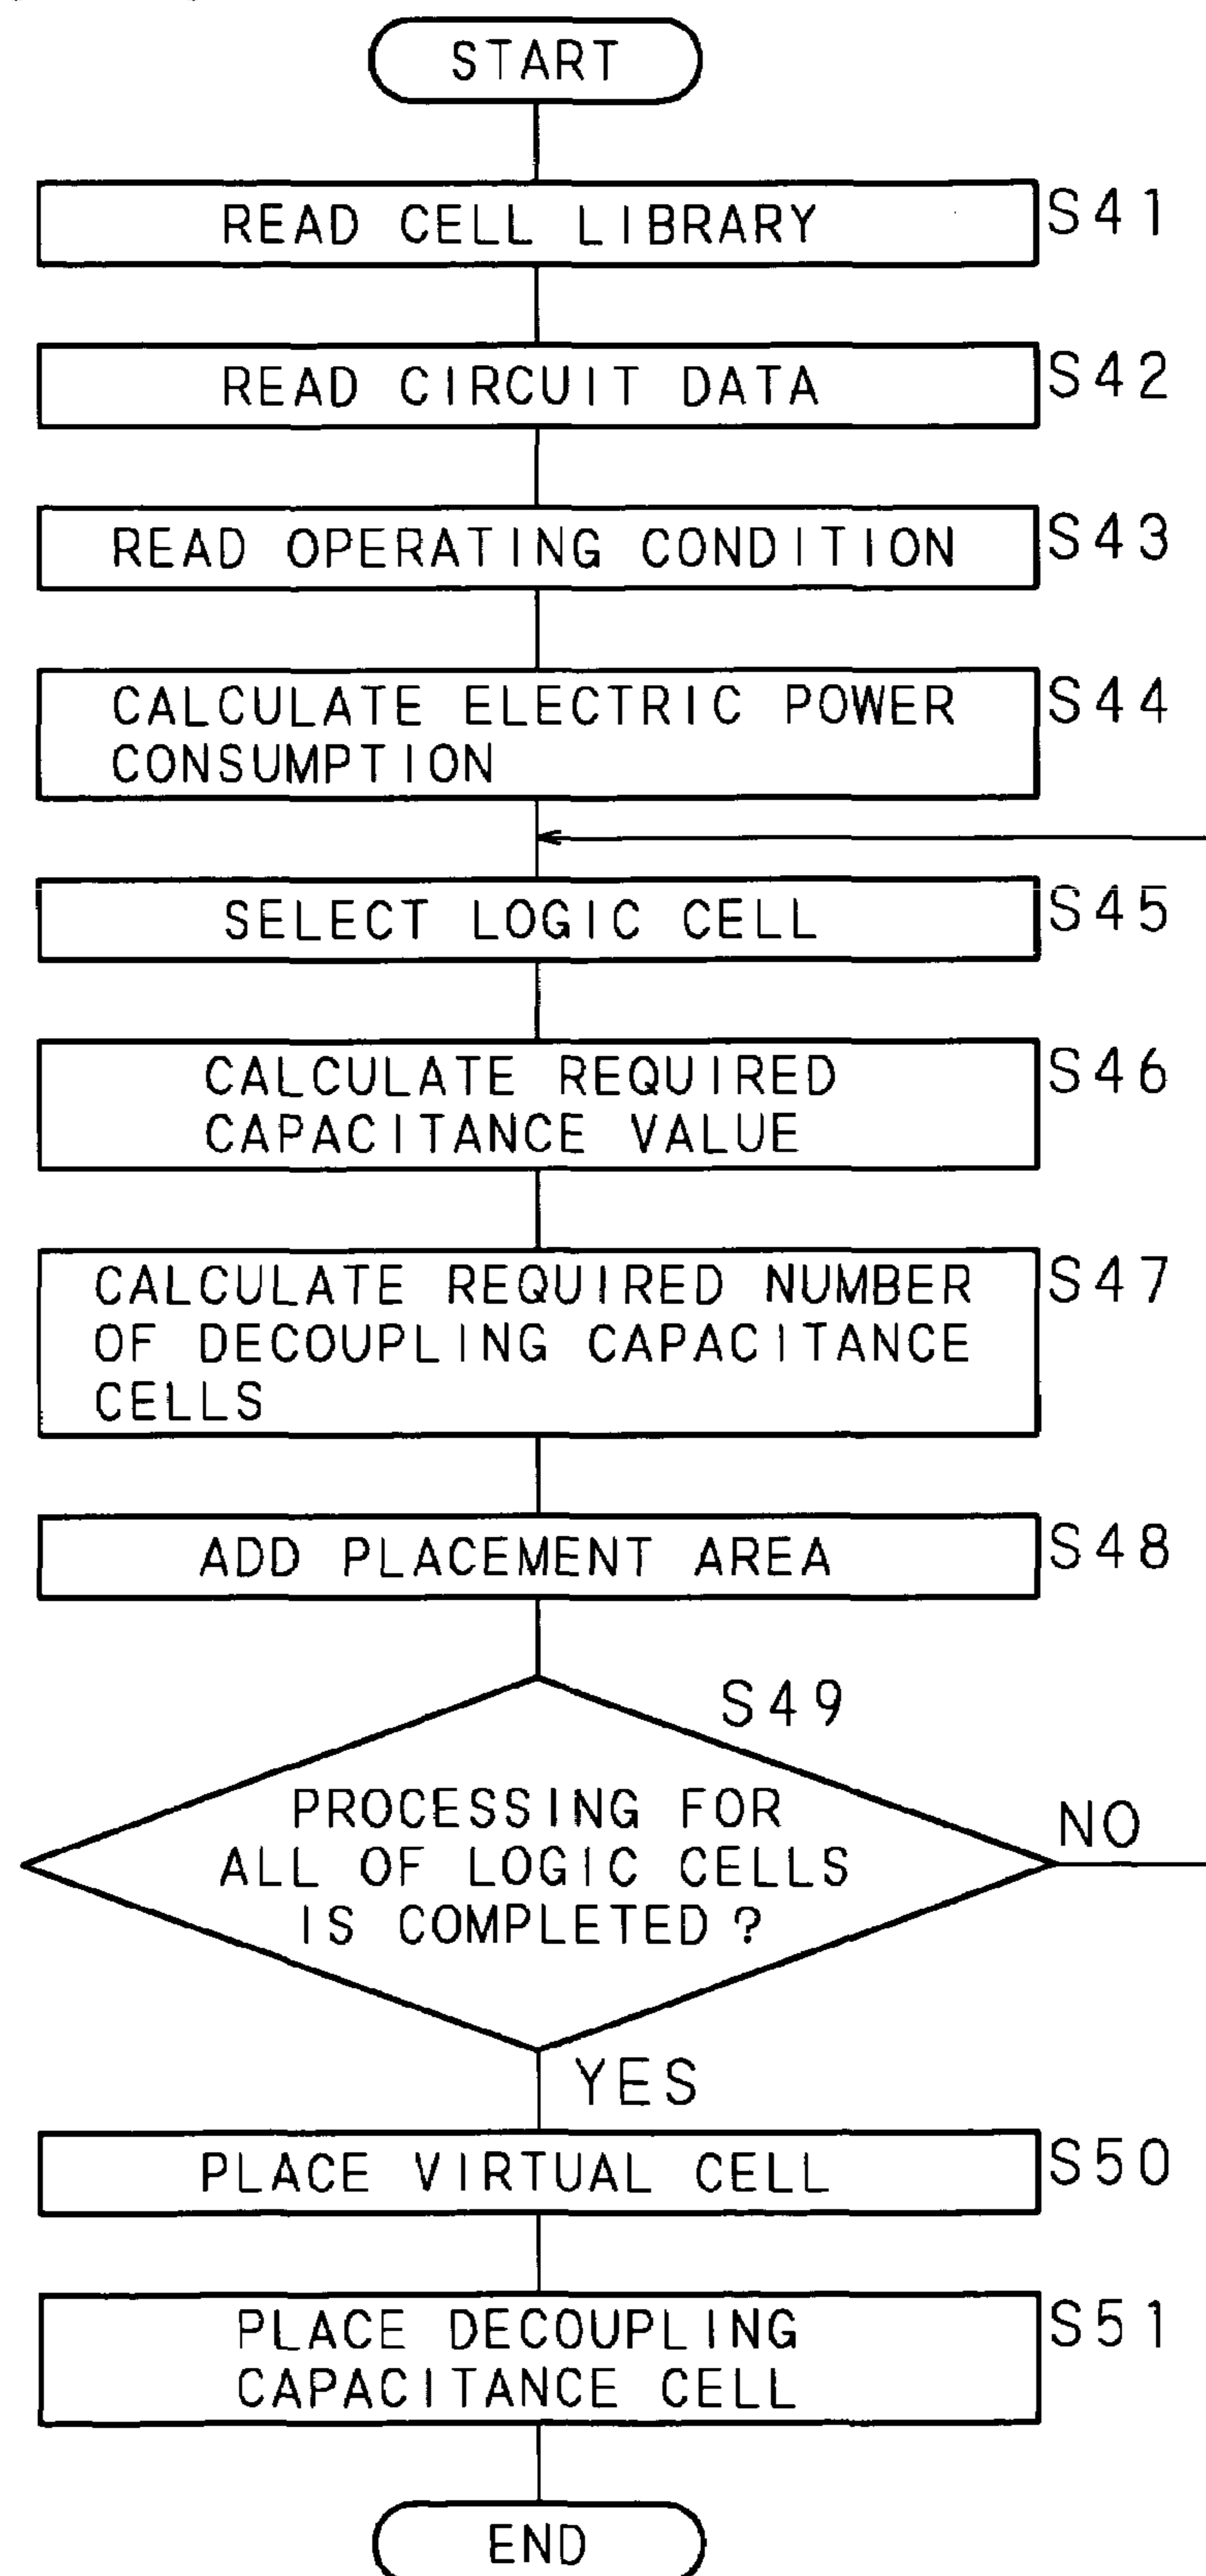 START
READ CELL LIBRARY S41
READ CIRCUIT DATA S42
READ OPERATING CONDITION S43
CALCULATE ELECTRIC POWER S44
CONSUMPTION
SELECT LOGIC CELL S45
CALCULATE REQUIRED S46
CAPACITANCE VALUE
CALCULATE REQUIRED NUMBER S47
OF DECOUPLING CAPACITANCE
CELLS
ADD PLACEMENT AREA S48
S49
PROCESSING FOR
ALL OF LOGIC CELLS
IS COMPLETED?
NO
YES
PLACE VIRTUAL CELL S50
PLACE DECOUPLING S51
CAPACITANCE CELL
END